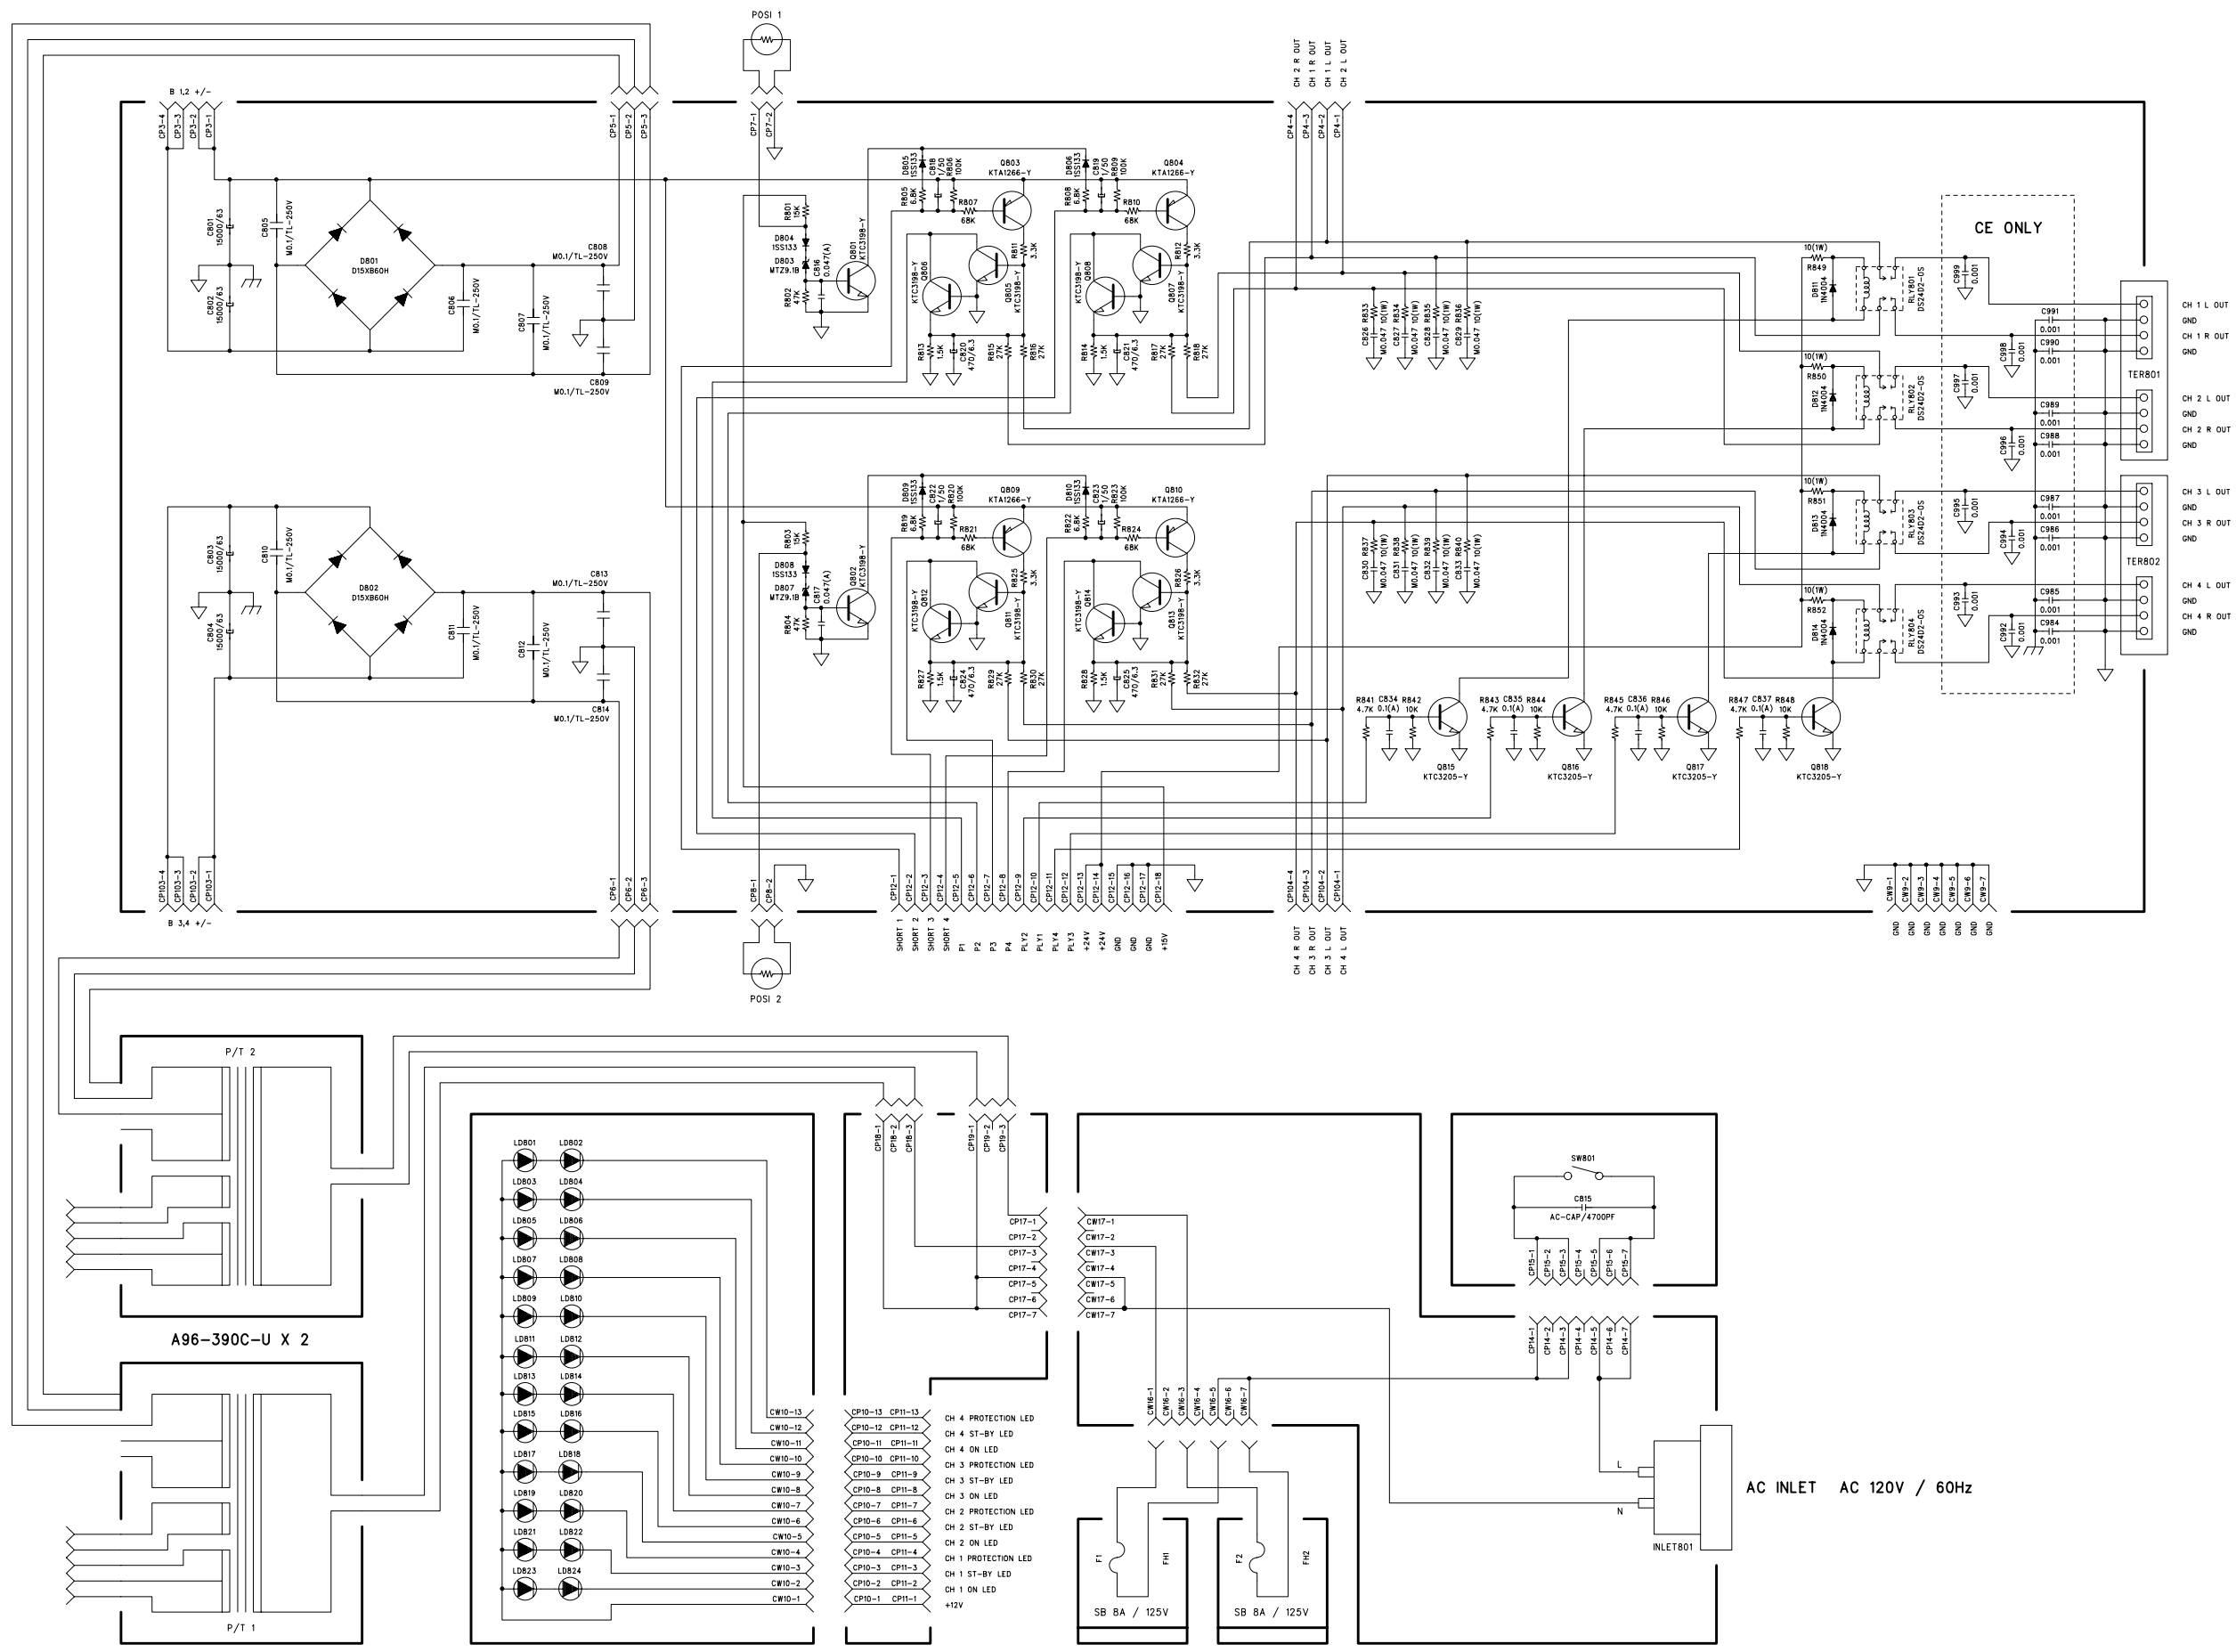 POSI 1
B 1,2 +/-
CP3-4
CP3-3
CP3-2
CP3-1
CP5-1
CP5-2
CP5-3
CP7-1
CP7-2
CH 2 R OUT
CH 1 R OUT
CH 1 L OUT
CH 2 L OUT
CP4-4
CP4-3
CP4-2
CP4-1
C801
15000/63
C802
15000/63
C805
M0.1/TL-250V
D801
D15XB60H
C806
M0.1/TL-250V
C807
M0.1/TL-250V
C808
M0.1/TL-250V
C809
M0.1/TL-250V
R801
15K
D804
1SS133
D803
MTZ9.1B
R802
47K
C816
0.047(A)
Q801
KTC3198-Y
D805
1SS133
C818
1/50
R806
100K
R805
6.8K
R807
68K
Q803
KTA1266-Y
Q806
KTC3198-Y
R811
3.3K
Q805
KTC3198-Y
R813
1.5K
C820
470/6.3
R815
27K
R816
27K
D806
1SS133
C819
1/50
R809
100K
R808
6.8K
R810
68K
Q804
KTA1266-Y
Q808
KTC3198-Y
R812
3.3K
Q807
KTC3198-Y
R814
1.5K
C821
470/6.3
R817
27K
R818
27K
C826 R833
M0.047 10(1W)
C827 R834
M0.047 10(1W)
C828 R835
M0.047 10(1W)
C829 R836
M0.047 10(1W)
10(1W)
R849
D811
1N4004
RLY801
DS24D2-OS
10(1W)
R850
D812
1N4004
RLY802
DS24D2-OS
CE ONLY
C999
0.001
C998
0.001
C997
0.001
C996
0.001
C991
0.001
C990
0.001
C989
0.001
C988
0.001
CH 1 L OUT
GND
CH 1 R OUT
GND
TER801
CH 2 L OUT
GND
CH 2 R OUT
GND
C803
15000/63
C804
15000/63
C810
M0.1/TL-250V
D802
D15XB60H
C811
M0.1/TL-250V
C812
M0.1/TL-250V
C813
M0.1/TL-250V
C814
M0.1/TL-250V
R803
15K
D808
1SS133
D807
MTZ9.1B
R804
47K
C817
0.047(A)
Q802
KTC3198-Y
D809
1SS133
C822
1/50
R820
100K
R819
6.8K
R821
68K
Q809
KTA1266-Y
Q812
KTC3198-Y
R825
3.3K
Q811
KTC3198-Y
R827
1.5K
C824
470/6.3
R829
27K
R830
27K
D810
1SS133
C823
1/50
R823
100K
R822
6.8K
R824
68K
Q810
KTA1266-Y
Q814
KTC3198-Y
R826
3.3K
Q813
KTC3198-Y
R828
1.5K
C825
470/6.3
R831
27K
R832
27K
C830 R837
M0.047 10(1W)
C831 R838
M0.047 10(1W)
C832 R839
M0.047 10(1W)
C833 R840
M0.047 10(1W)
10(1W)
R851
D813
1N4004
RLY803
DS24D2-OS
10(1W)
R852
D814
1N4004
RLY804
DS24D2-OS
C995
0.001
C994
0.001
C993
0.001
C992
0.001
C987
0.001
C986
0.001
C985
0.001
C984
0.001
CH 3 L OUT
GND
CH 3 R OUT
GND
TER802
CH 4 L OUT
GND
CH 4 R OUT
GND
R841 C834 R842
4.7K 0.1(A) 10K
Q815
KTC3205-Y
R843 C835 R844
4.7K 0.1(A) 10K
Q816
KTC3205-Y
R845 C836 R846
4.7K 0.1(A) 10K
Q817
KTC3205-Y
R847 C837 R848
4.7K 0.1(A) 10K
Q818
KTC3205-Y
CP103-4
CP103-3
CP103-2
CP103-1
B 3,4 +/-
CP6-1
CP6-2
CP6-3
CP8-1
CP8-2
POSI 2
CP12-1
CP12-2
CP12-3
CP12-4
CP12-5
CP12-6
CP12-7
CP12-8
CP12-9
CP12-10
CP12-11
CP12-12
CP12-13
CP12-14
CP12-15
CP12-16
CP12-17
CP12-18
SHORT 1
SHORT 2
SHORT 3
SHORT 4
P1
P2
P3
P4
PLY2
PLY1
PLY4
PLY3
+24V
+24V
GND
GND
GND
+15V
CP104-4
CP104-3
CP104-2
CP104-1
CH 4 R OUT
CH 3 R OUT
CH 3 L OUT
CH 4 L OUT
CW9-1
CW9-2
CW9-3
CW9-4
CW9-5
CW9-6
CW9-7
GND
GND
GND
GND
GND
GND
GND
P/T 2
A96-390C-U X 2
P/T 1
LD801 LD802
LD803 LD804
LD805 LD806
LD807 LD808
LD809 LD810
LD811 LD812
LD813 LD814
LD815 LD816
LD817 LD818
LD819 LD820
LD821 LD822
LD823 LD824
CP18-1
CP18-2
CP18-3
CP19-1
CP19-2
CP19-3
CP17-1 CW17-1
CP17-2 CW17-2
CP17-3 CW17-3
CP17-4 CW17-4
CP17-5 CW17-5
CP17-6 CW17-6
CP17-7 CW17-7
CW10-13 CP10-13 CP11-13 CH 4 PROTECTION LED
CW10-12 CP10-12 CP11-12 CH 4 ST-BY LED
CW10-11 CP10-11 CP11-11 CH 4 ON LED
CW10-10 CP10-10 CP11-10 CH 3 PROTECTION LED
CW10-9 CP10-9 CP11-9 CH 3 ST-BY LED
CW10-8 CP10-8 CP11-8 CH 3 ON LED
CW10-7 CP10-7 CP11-7 CH 2 PROTECTION LED
CW10-6 CP10-6 CP11-6 CH 2 ST-BY LED
CW10-5 CP10-5 CP11-5 CH 2 ON LED
CW10-4 CP10-4 CP11-4 CH 1 PROTECTION LED
CW10-3 CP10-3 CP11-3 CH 1 ST-BY LED
CW10-2 CP10-2 CP11-2 CH 1 ON LED
CW10-1 CP10-1 CP11-1 +12V
SW801
C815
AC-CAP/4700PF
CP15-1
CP15-2
CP15-3
CP15-4
CP15-5
CP15-6
CP15-7
CP14-1
CP14-2
CP14-3
CP14-4
CP14-5
CP14-6
CP14-7
CW16-1
CW16-2
CW16-3
CW16-4
CW16-5
CW16-6
CW16-7
F1
FH1
SB 8A / 125V
F2
FH2
SB 8A / 125V
L
N
INLET801
AC INLET AC 120V / 60Hz